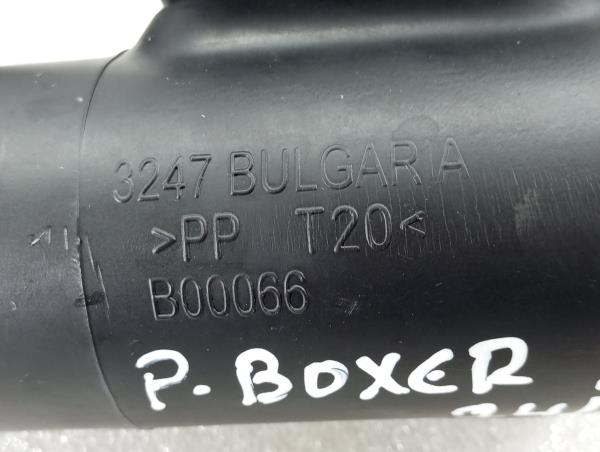 3247 BULGARIA
>PP T20<
B00066
P. BOXER